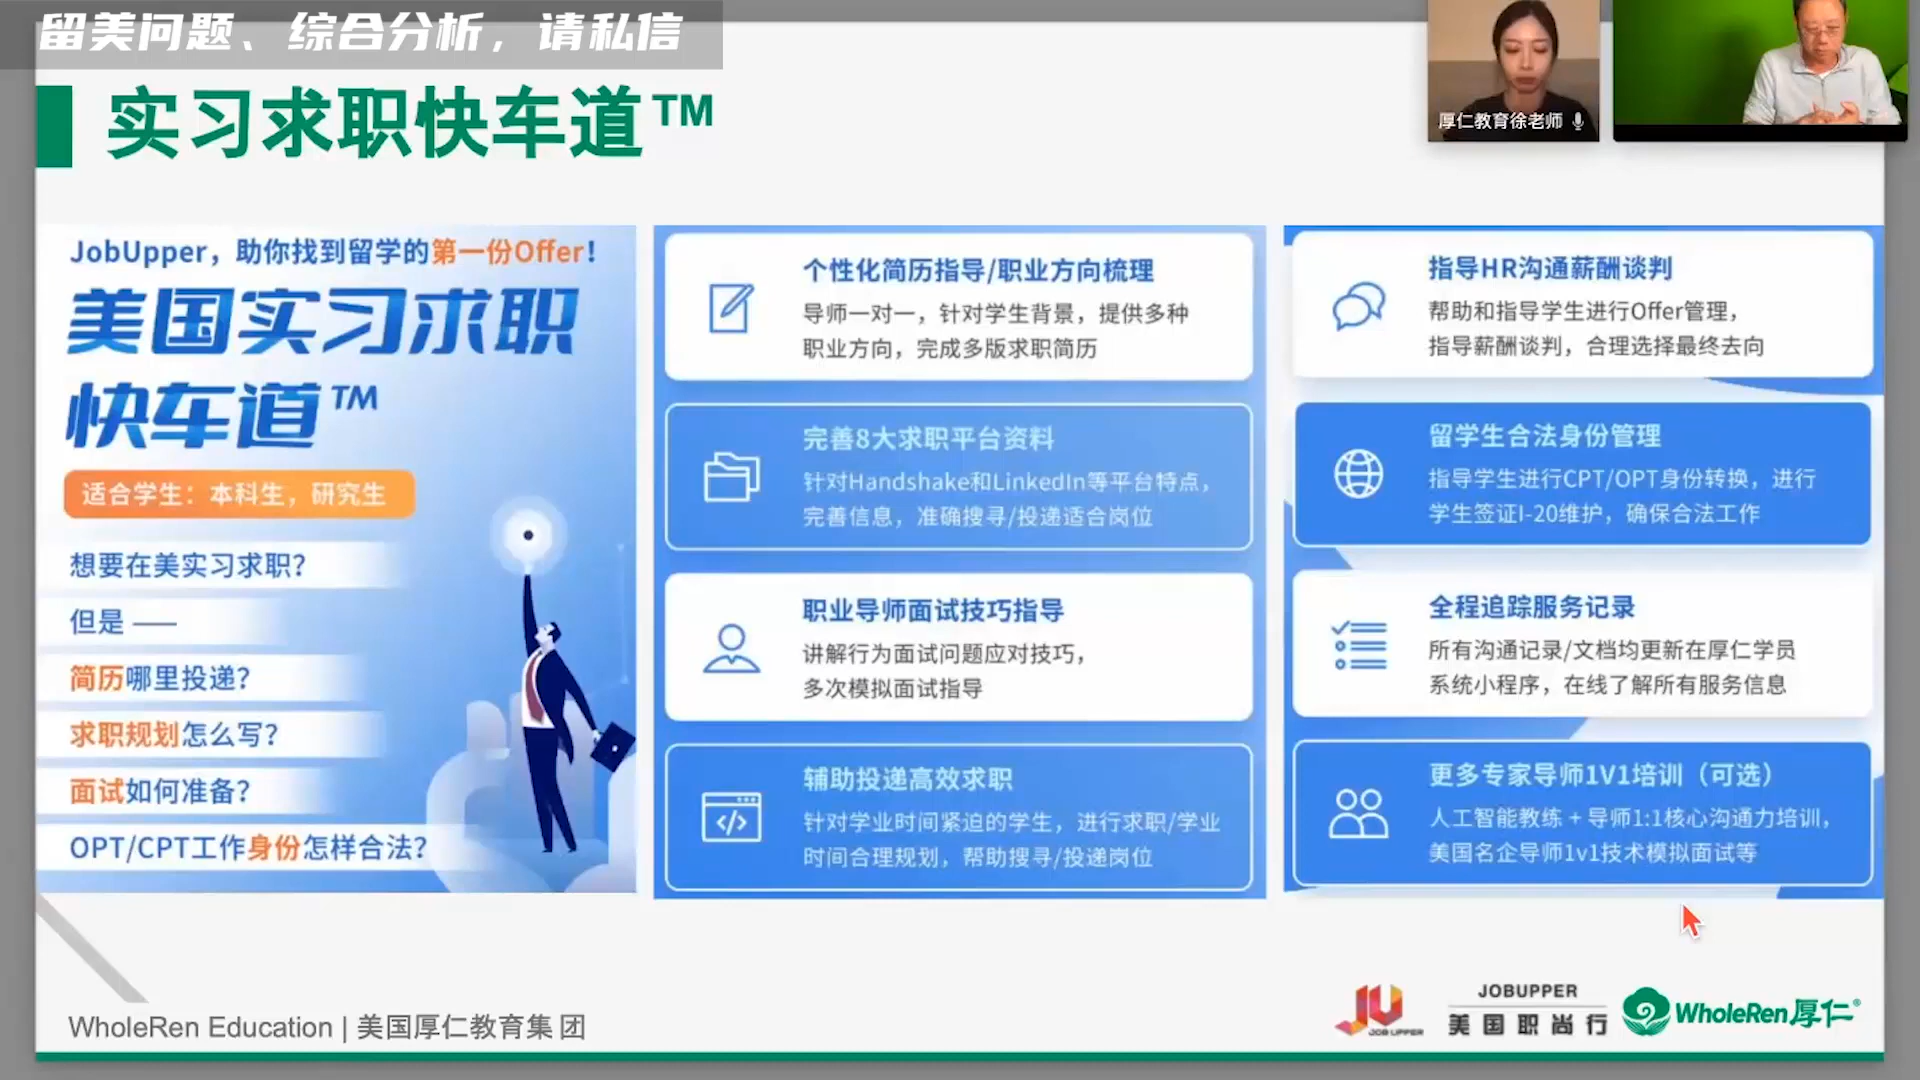 留美问题、综合分析，请私信
实习求职快车道™
厚仁教育徐老师
JobUpper，助你找到留学的第一份Offer！
美国实习求职
快车道™
适合学生：本科生，研究生
想要在美实习求职？
但是 ——
简历哪里投递？
求职规划怎么写？
面试如何准备？
OPT/CPT工作身份怎样合法？
个性化简历指导/职业方向梳理
导师一对一，针对学生背景，提供多种
职业方向，完成多版求职简历
完善8大求职平台资料
针对Handshake和LinkedIn等平台特点，
完善信息，准确搜寻/投递适合岗位
职业导师面试技巧指导
讲解行为面试问题应对技巧，
多次模拟面试指导
辅助投递高效求职
针对学业时间紧迫的学生，进行求职/学业
时间合理规划，帮助搜寻/投递岗位
指导HR沟通薪酬谈判
帮助和指导学生进行Offer管理，
指导薪酬谈判，合理选择最终去向
留学生合法身份管理
指导学生进行CPT/OPT身份转换，进行
学生签证I-20维护，确保合法工作
全程追踪服务记录
所有沟通记录/文档均更新在厚仁学员
系统小程序，在线了解所有服务信息
更多专家导师1V1培训（可选）
人工智能教练 + 导师1:1核心沟通力培训，
美国名企导师1v1技术模拟面试等
WholeRen Education | 美国厚仁教育集团
JU
JOB UPPER
JOBUPPER
美国职尚行
WholeRen厚仁®